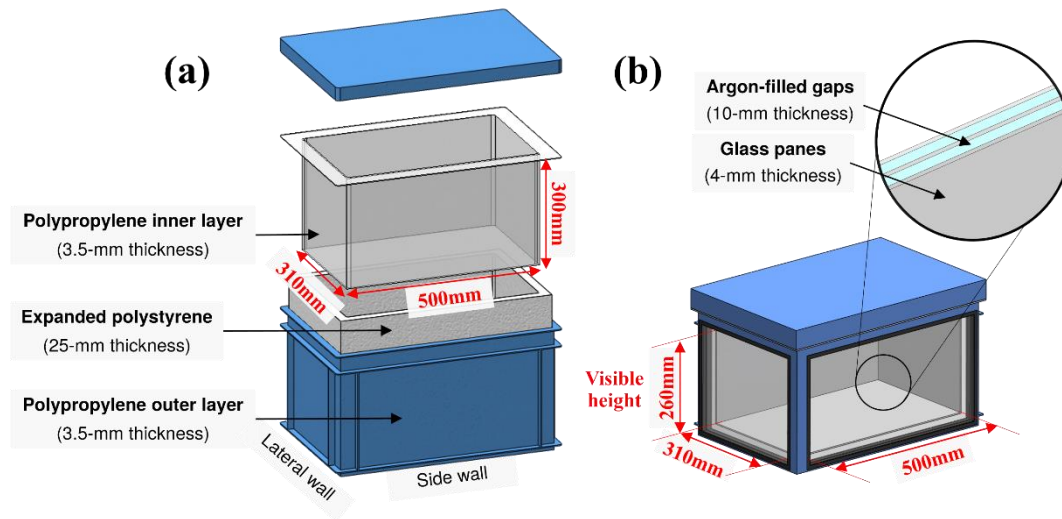 (a)
Polypropylene inner layer
(3.5-mm thickness)
300mm
310mm
500mm
Expanded polystyrene
(25-mm thickness)
Polypropylene outer layer
(3.5-mm thickness)
Lateral wall
Side wall
(b)
Argon-filled gaps
(10-mm thickness)
Glass panes
(4-mm thickness)
Visible
height
260mm
310mm
500mm